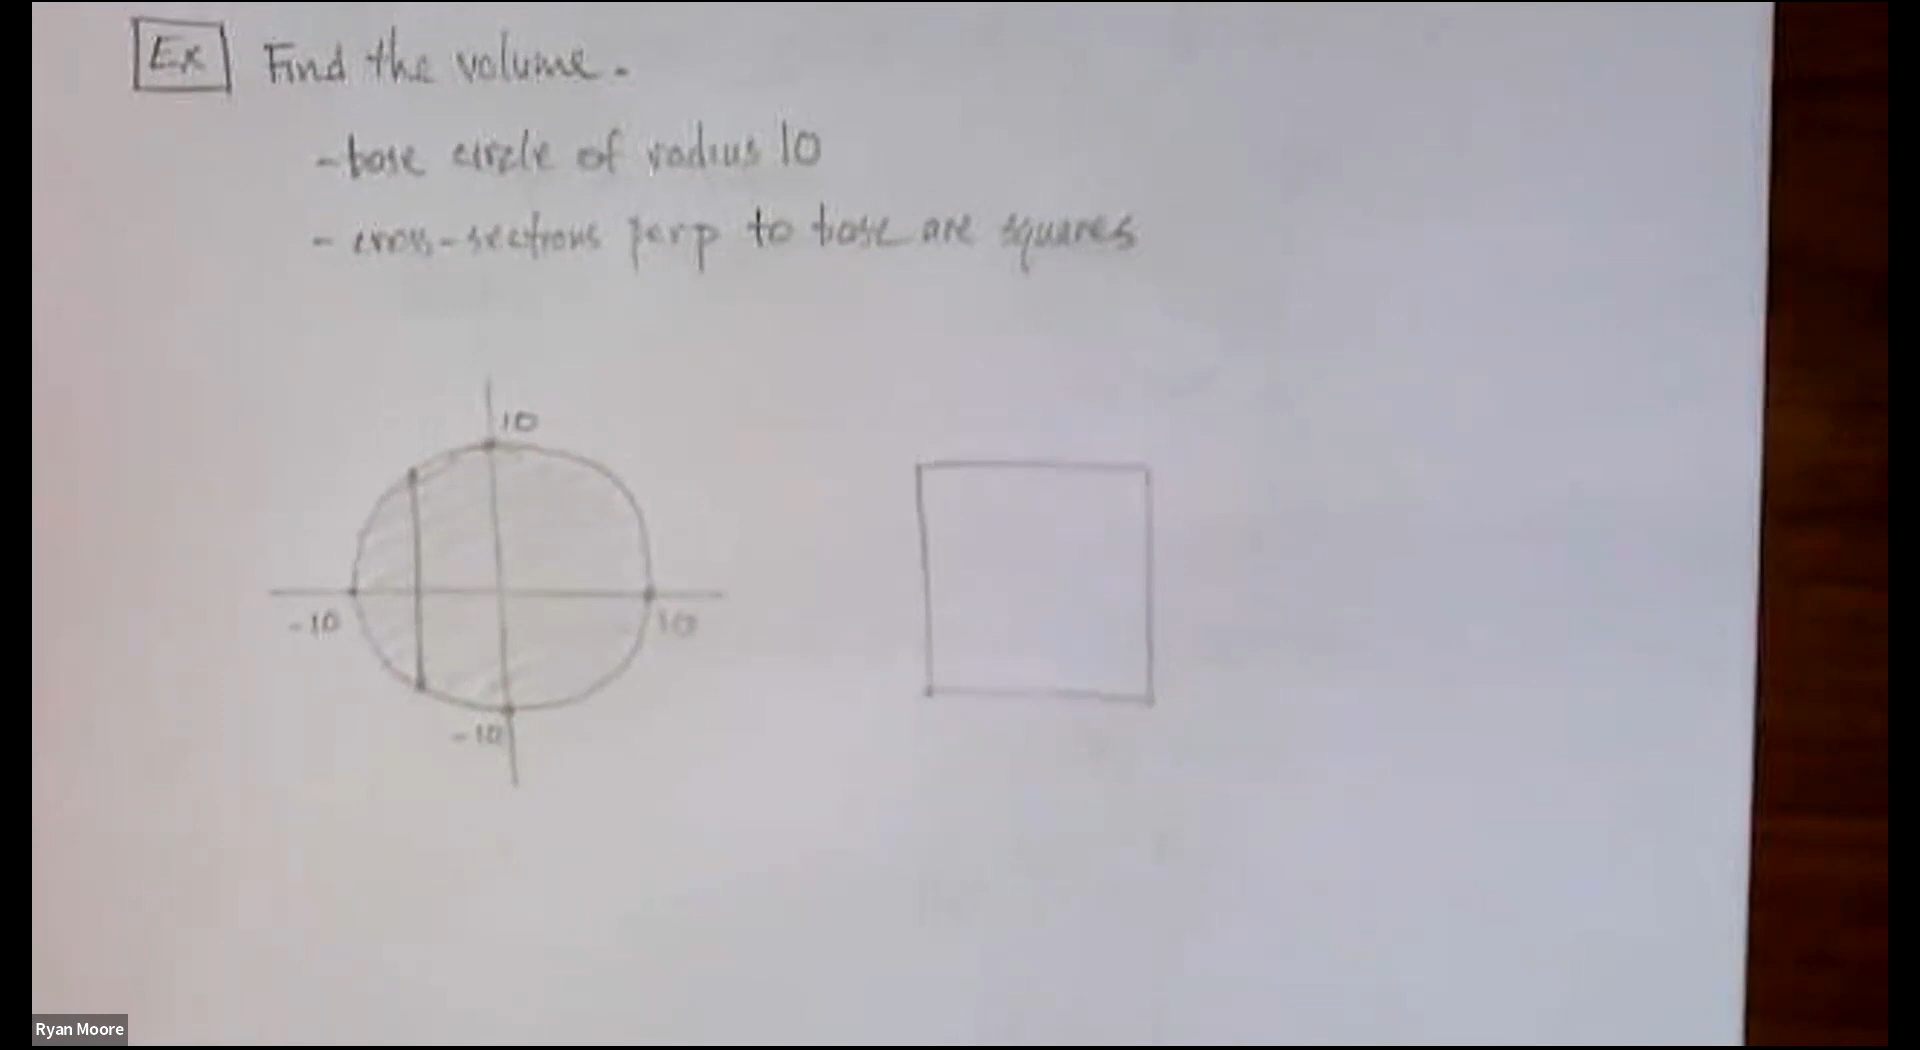 Ex Find the volume.
- base circle of radius 10
- cross-sections perp to base are squares
10
-10 10
-10
Ryan Moore